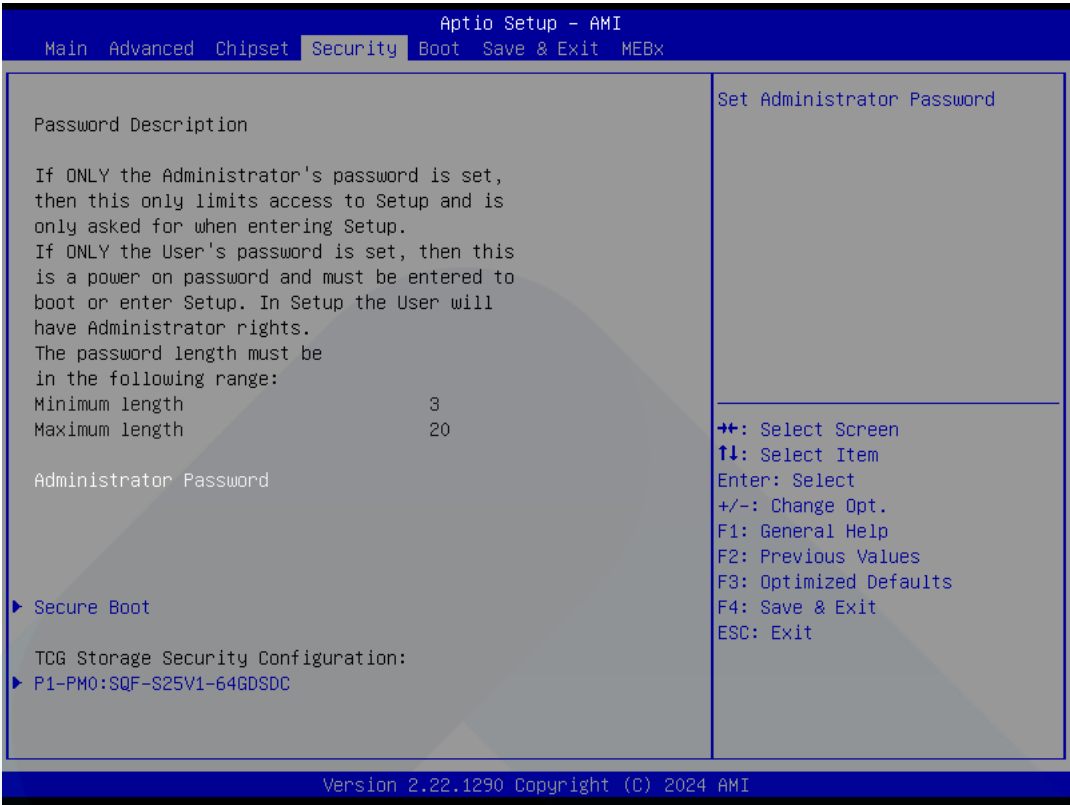 Aptio Setup – AMI
Main Advanced Chipset Security Boot Save & Exit MEBx
Password Description
If ONLY the Administrator's password is set,
then this only limits access to Setup and is
only asked for when entering Setup.
If ONLY the User's password is set, then this
is a power on password and must be entered to
boot or enter Setup. In Setup the User will
have Administrator rights.
The password length must be
in the following range:
Minimum length 3
Maximum length 20
Administrator Password
Secure Boot
TCG Storage Security Configuration:
P1-PM0:SQF-S25V1-64GDSDC
Set Administrator Password
→←: Select Screen
↑↓: Select Item
Enter: Select
+/-: Change Opt.
F1: General Help
F2: Previous Values
F3: Optimized Defaults
F4: Save & Exit
ESC: Exit
Version 2.22.1290 Copyright (C) 2024 AMI